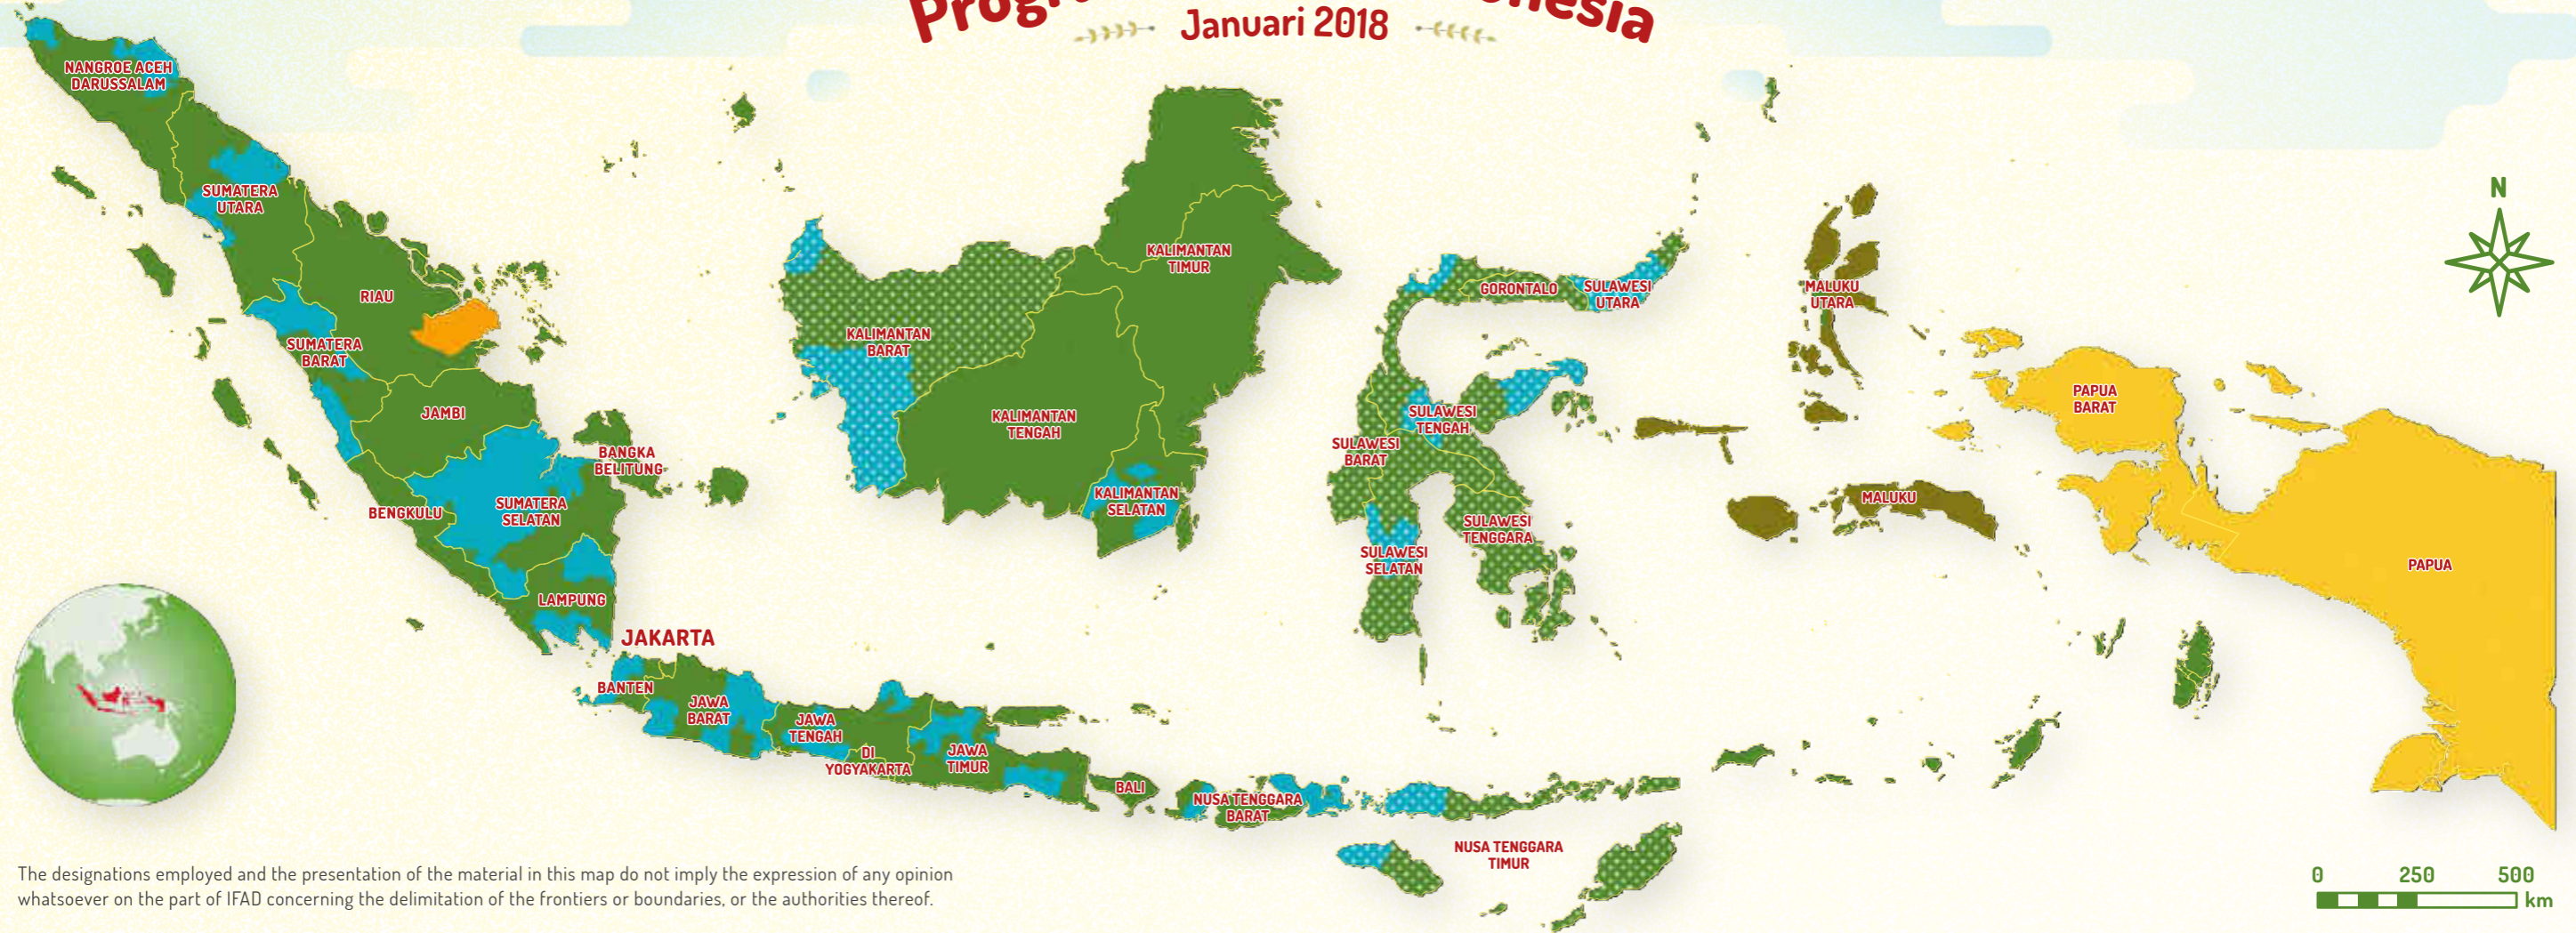 Januari 2018
NANGROE ACEH
DARUSSALAM
N
SUMATERA
UTARA
KALIMANTAN
TIMUR
GORONTALO
SULAWESI
UTARA
MALUKU
UTARA
RIAU
KALIMANTAN
BARAT
SUMATERA
BARAT
PAPUA
BARAT
JAMBI
KALIMANTAN
TENGAH
SULAWESI
TENGAH
SULAWESI
BARAT
BANGKA
BELITUNG
KALIMANTAN
SELATAN
MALUKU
SUMATERA
SELATAN
BENGKULU
SULAWESI
TENGGARA
SULAWESI
SELATAN
PAPUA
LAMPUNG
JAKARTA
BANTEN
JAWA
BARAT
JAWA
TENGAH
DI
YOGYAKARTA
JAWA
TIMUR
BALI
NUSA TENGGARA
BARAT
NUSA TENGGARA
TIMUR
The designations employed and the presentation of the material in this map do not imply the expression of any opinion
whatsoever on the part of IFAD concerning the delimitation of the frontiers or boundaries, or the authorities thereof.
0 250 500
km